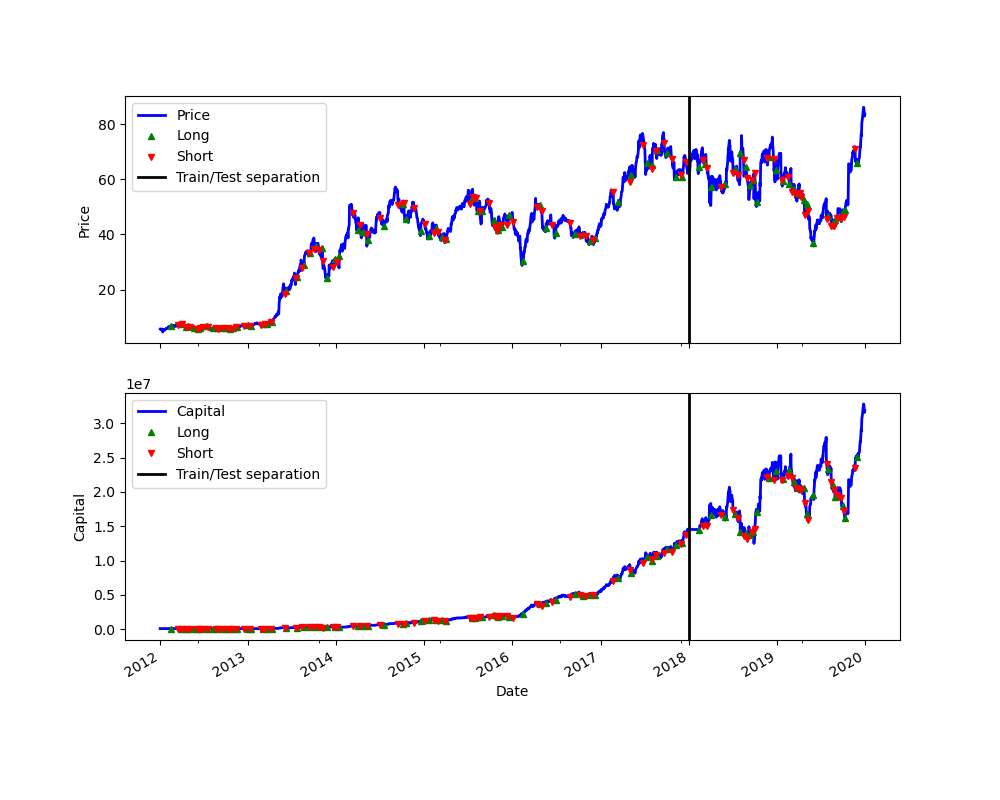 Price
Long
Short
Train/Test separation
80
60
40
20
Price
1e7
Capital
Long
Short
Train/Test separation
3.0
2.5
2.0
1.5
1.0
0.5
0.0
Capital
2012
2013
2014
2015
2016
2017
2018
2019
2020
Date